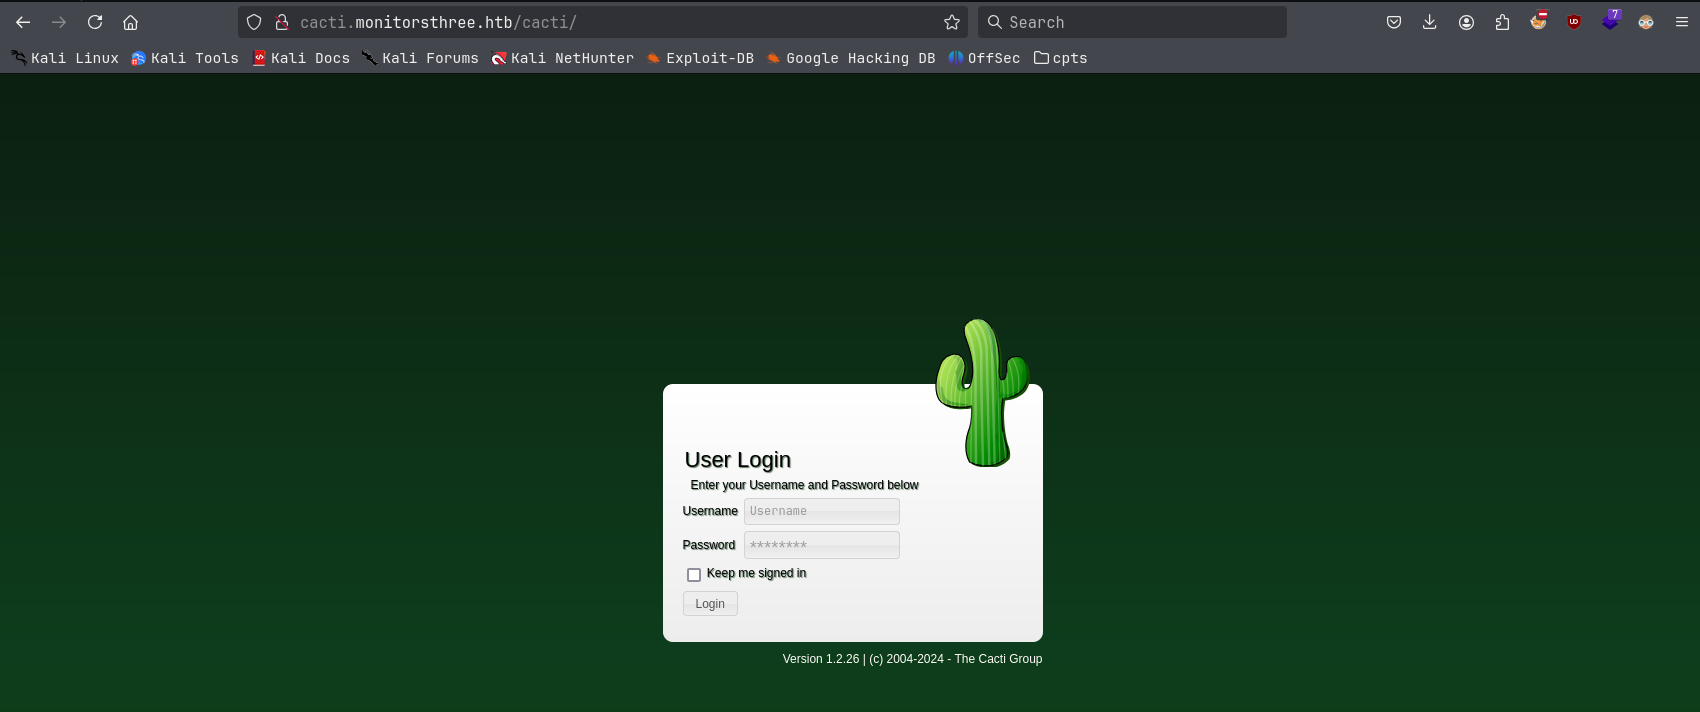 cacti.monitorsthree.htb/cacti/ Search 7
Kali Linux Kali Tools Kali Docs Kali Forums Kali NetHunter Exploit-DB Google Hacking DB OffSec cpts
User Login
Enter your Username and Password below
Username Username
Password ********
Keep me signed in
Login
Version 1.2.26 | (c) 2004-2024 - The Cacti Group